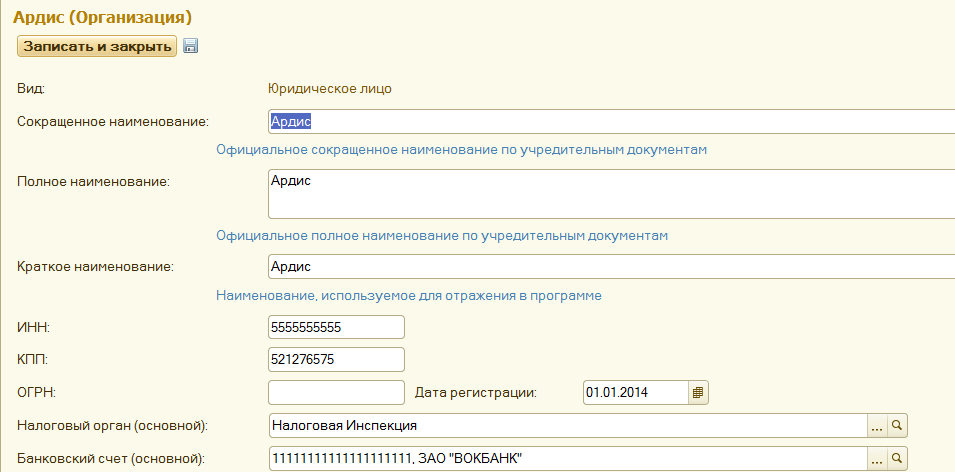 Ардис (Организация)
Записать и закрыть
Вид: Юридическое лицо
Сокращенное наименование: Ардис
Официальное сокращенное наименование по учредительным документам
Полное наименование: Ардис
Официальное полное наименование по учредительным документам
Краткое наименование: Ардис
Наименование, используемое для отражения в программе
ИНН: 5555555555
КПП: 521276575
ОГРН: Дата регистрации: 01.01.2014
Налоговый орган (основной): Налоговая Инспекция ...
Банковский счет (основной): 11111111111111111111, ЗАО "ВОКБАНК" ...